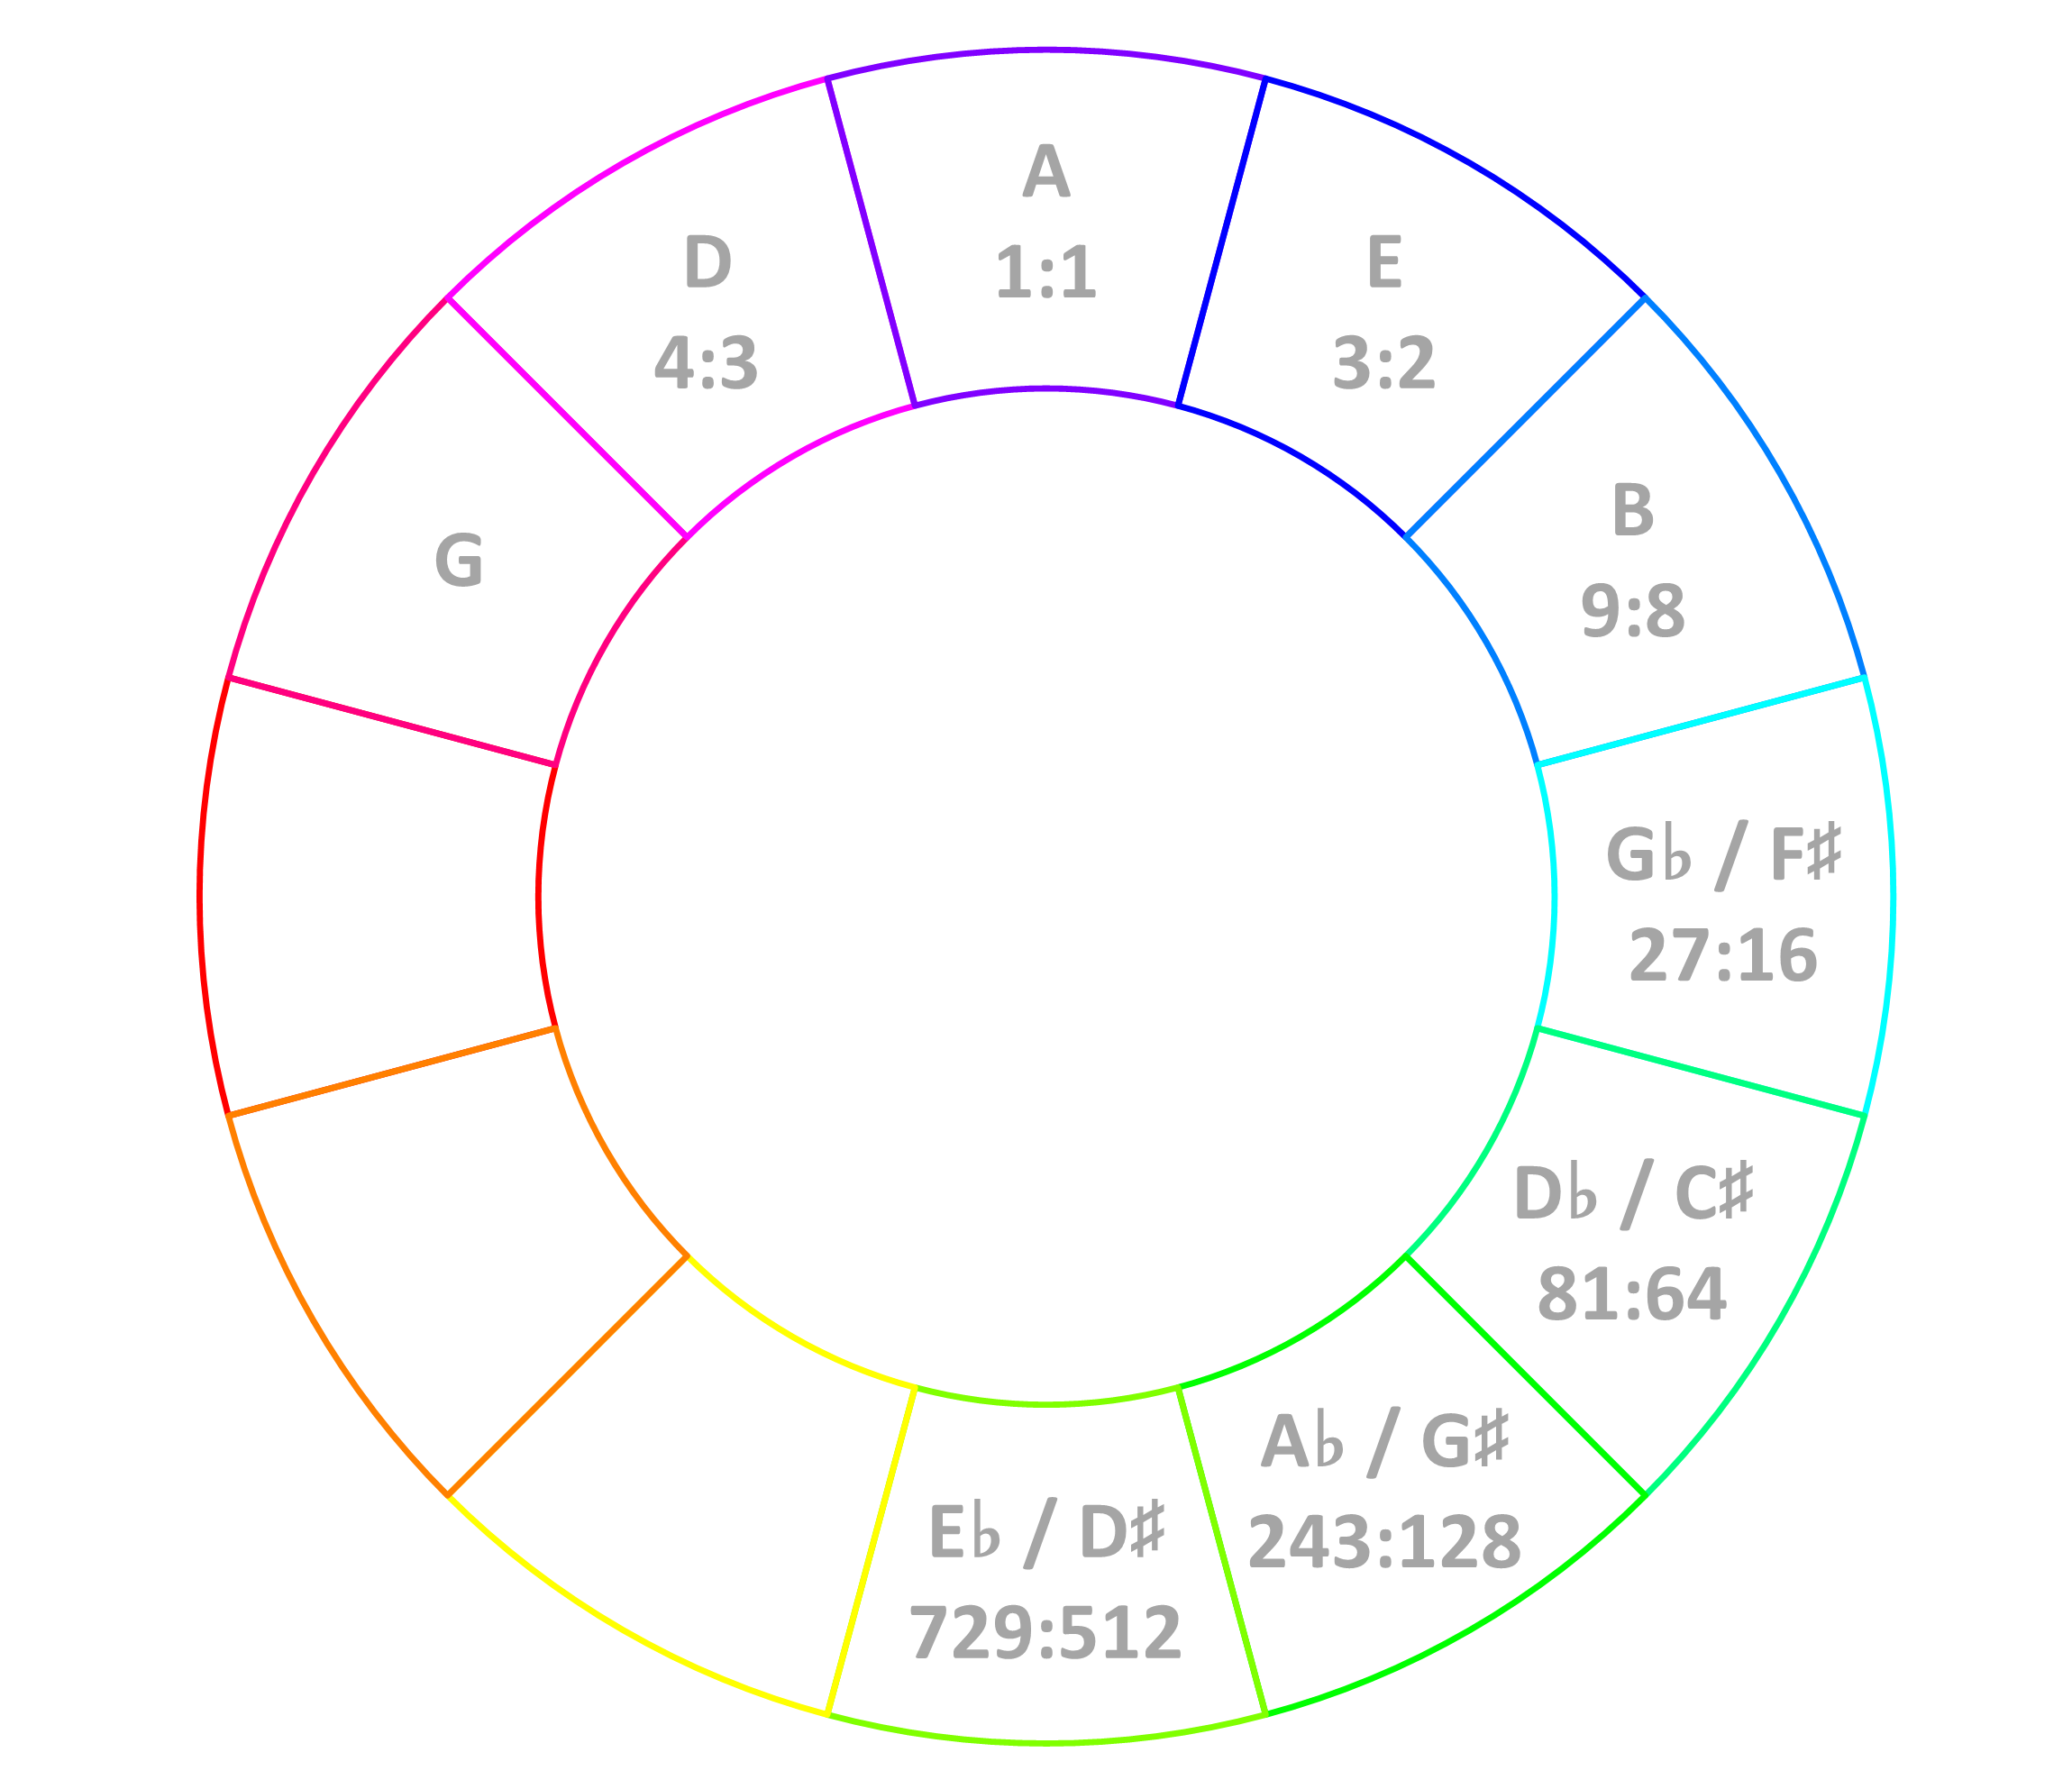 A
1:1
E
3:2
B
9:8
G♭ / F♯
27:16
D♭ / C♯
81:64
A♭ / G♯
243:128
E♭ / D♯
729:512
G
D
4:3